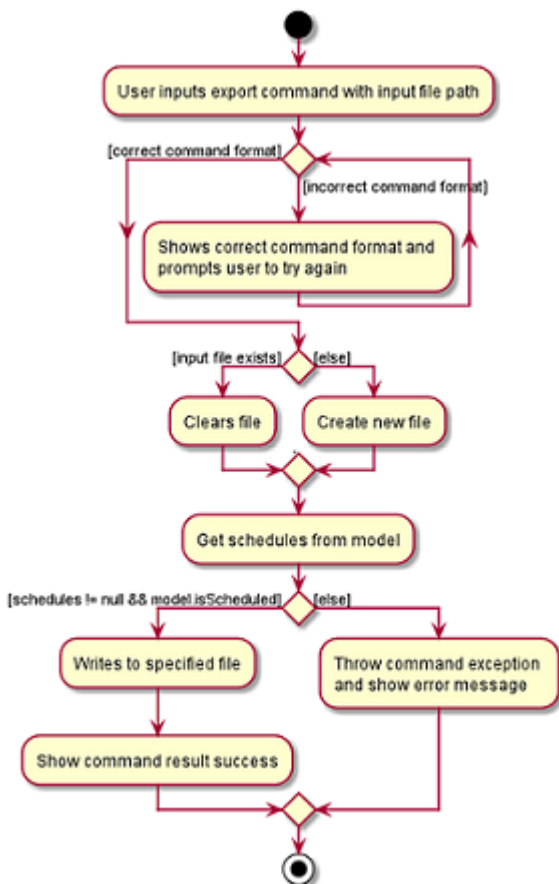 User inputs export command with input file path
[correct command format]
[incorrect command format]
Shows correct command format and
prompts user to try again
[input file exists]
[else]
Clears file
Create new file
Get schedules from model
[schedules != null && model.isScheduled]
[else]
Writes to specified file
Throw command exception
and show error message
Show command result success